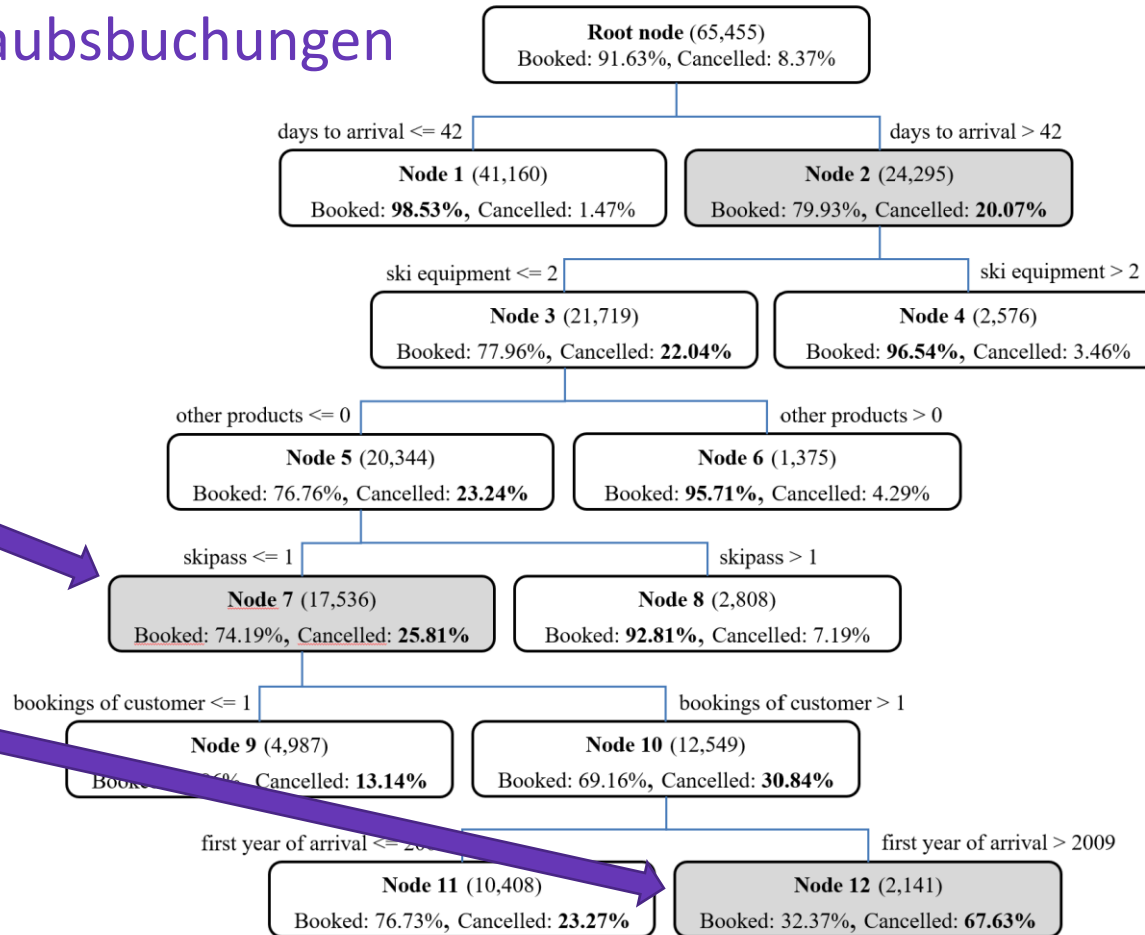 aubsbuchungen
Root node (65,455)
Booked: 91.63%, Cancelled: 8.37%
days to arrival <= 42
days to arrival > 42
Node 1 (41,160)
Booked: 98.53%, Cancelled: 1.47%
Node 2 (24,295)
Booked: 79.93%, Cancelled: 20.07%
ski equipment <= 2
ski equipment > 2
Node 3 (21,719)
Booked: 77.96%, Cancelled: 22.04%
Node 4 (2,576)
Booked: 96.54%, Cancelled: 3.46%
other products <= 0
other products > 0
Node 5 (20,344)
Booked: 76.76%, Cancelled: 23.24%
Node 6 (1,375)
Booked: 95.71%, Cancelled: 4.29%
skipass <= 1
skipass > 1
Node 7 (17,536)
Booked: 74.19%, Cancelled: 25.81%
Node 8 (2,808)
Booked: 92.81%, Cancelled: 7.19%
bookings of customer <= 1
bookings of customer > 1
Node 9 (4,987)
Cancelled: 13.14%
Node 10 (12,549)
Booked: 69.16%, Cancelled: 30.84%
first year of arrival <=
first year of arrival > 2009
Node 11 (10,408)
Booked: 76.73%, Cancelled: 23.27%
Node 12 (2,141)
Booked: 32.37%, Cancelled: 67.63%